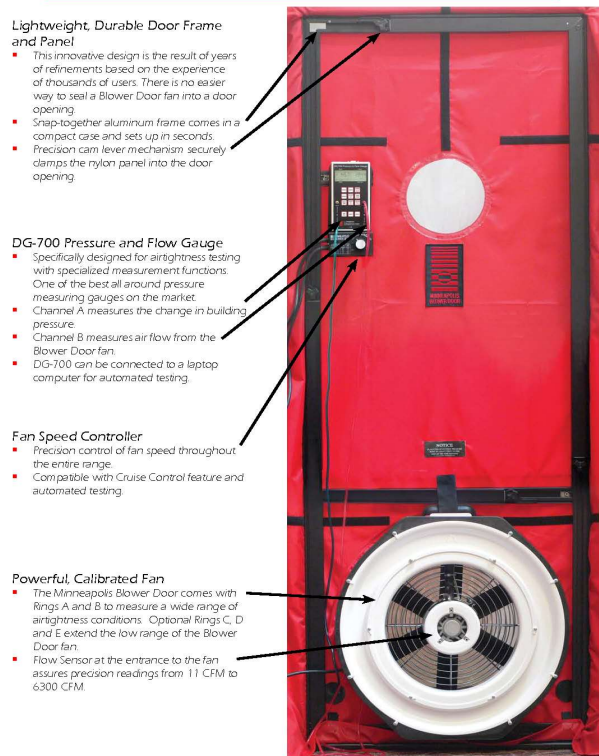 Lightweight, Durable Door Frame
and Panel
▪ This innovative design is the result of years
of refinements based on the experience
of thousands of users. There is no easier
way to seal a Blower Door fan into a door
opening.
▪ Snap-together aluminum frame comes in a
compact case and sets up in seconds.
▪ Precision cam lever mechanism securely
clamps the nylon panel into the door
opening.
DG-700 Pressure and Flow Gauge
▪ Specifically designed for airtightness testing
with specialized measurement functions.
One of the best all around pressure
measuring gauges on the market.
▪ Channel A measures the change in building
pressure.
▪ Channel B measures air flow from the
Blower Door fan.
▪ DG-700 can be connected to a laptop
computer for automated testing.
Fan Speed Controller
▪ Precision control of fan speed throughout
the entire range.
▪ Compatible with Cruise Control feature and
automated testing.
Powerful, Calibrated Fan
▪ The Minneapolis Blower Door comes with
Rings A and B to measure a wide range of
airtightness conditions. Optional Rings C, D
and E extend the low range of the Blower
Door fan.
▪ Flow Sensor at the entrance to the fan
assures precision readings from 11 CFM to
6300 CFM.
MINNEAPOLIS
BLOWER DOOR
NOTICE